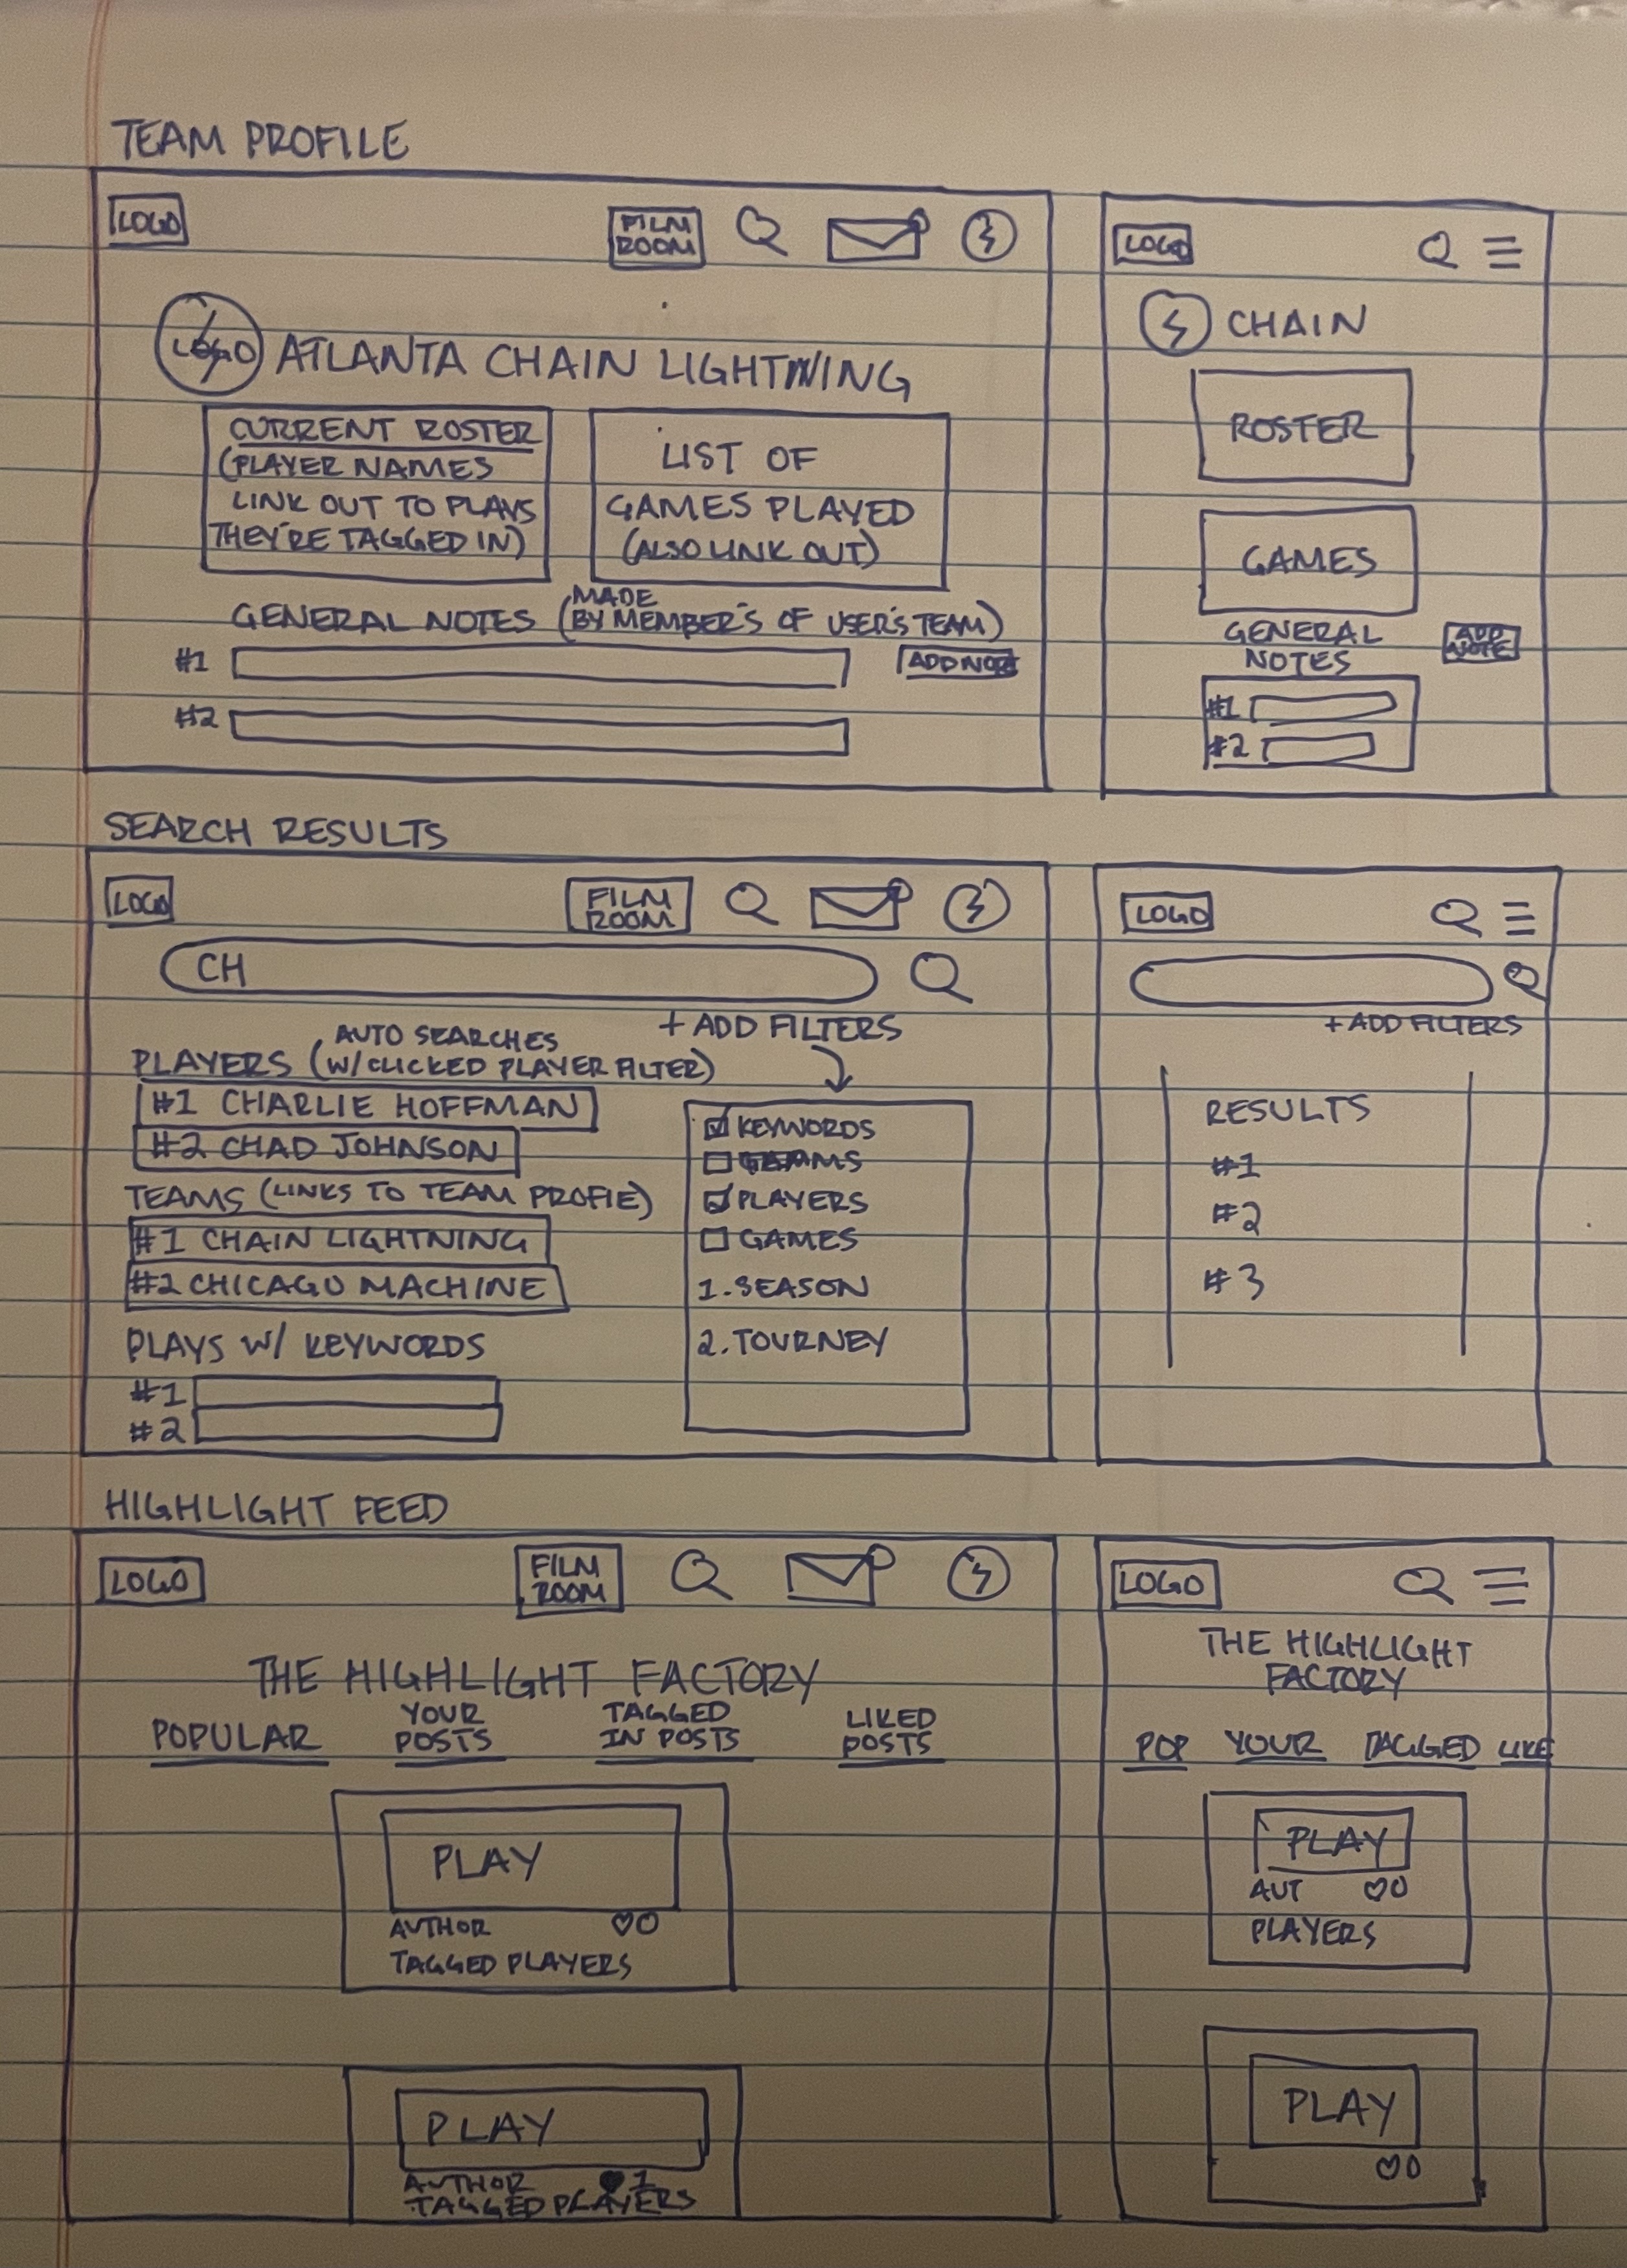 TEAM PROFILE
LOGO
FILM
ROOM
LOGO
ATLANTA CHAIN LIGHTNING
CURRENT ROSTER
(PLAYER NAMES
LINK OUT TO PLAYS
THEY'RE TAGGED IN)
LIST OF
GAMES PLAYED
(ALSO LINK OUT)
GENERAL NOTES (MADE
BY MEMBER'S OF USER'S TEAM)
#1
ADD NOTE
#2
LOGO
CHAIN
ROSTER
GAMES
GENERAL
NOTES
ADD
NOTE
#1
#2
SEARCH RESULTS
LOGO
FILM
ROOM
CH
+ ADD FILTERS
PLAYERS (AUTO SEARCHES
W/CLICKED PLAYER FILTER)
#1 CHARLIE HOFFMAN
#2 CHAD JOHNSON
TEAMS (LINKS TO TEAM PROFIE)
#1 CHAIN LIGHTNING
#2 CHICAGO MACHINE
PLAYS W/ KEYWORDS
#1
#2
KEYWORDS
TEAMS
PLAYERS
GAMES
1. SEASON
2. TOURNEY
LOGO
+ ADD FILTERS
RESULTS
#1
#2
#3
HIGHLIGHT FEED
LOGO
FILM
ROOM
THE HIGHLIGHT FACTORY
POPULAR
YOUR
POSTS
TAGGED
IN POSTS
LIKED
POSTS
PLAY
AUTHOR ♡0
TAGGED PLAYERS
PLAY
AUTHOR ♥1
TAGGED PLAYERS
LOGO
THE HIGHLIGHT
FACTORY
POP YOUR TAGGED LIKE
PLAY
AUT ♡0
PLAYERS
PLAY
♡0